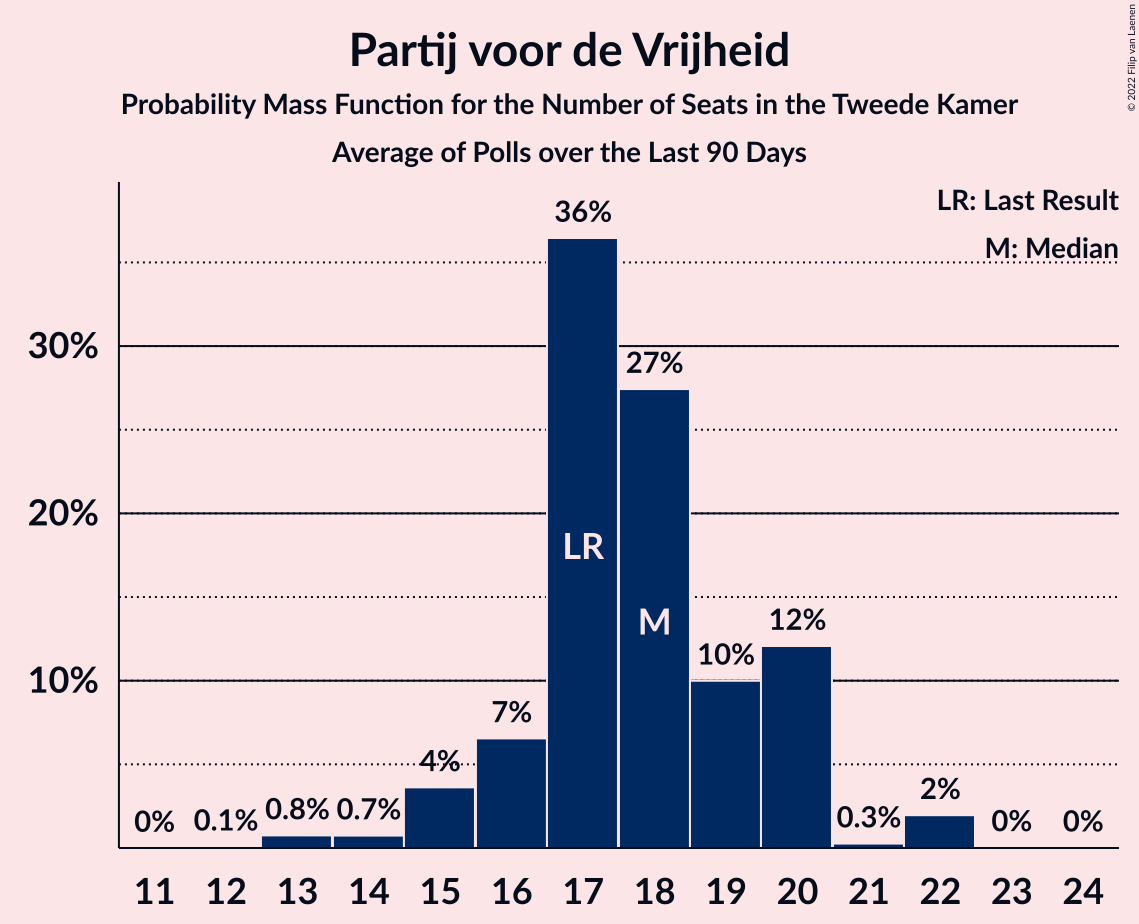 Partij voor de Vrijheid
Probability Mass Function for the Number of Seats in the Tweede Kamer
Average of Polls over the Last 90 Days
© 2022 Filip van Laenen
LR: Last Result
M: Median
36%
30%
27%
20%
LR
M
12%
10%
10%
7%
4%
2%
0% 0.1% 0.8% 0.7% 0.3% 0% 0%
11 12 13 14 15 16 17 18 19 20 21 22 23 24